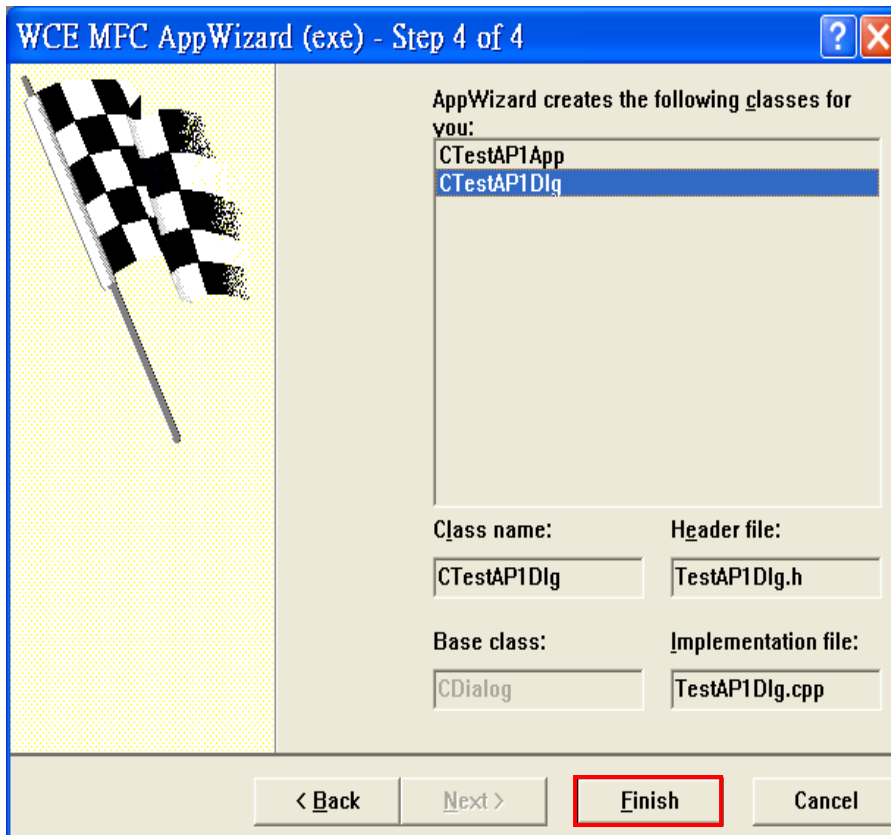 WCE MFC AppWizard (exe) - Step 4 of 4
AppWizard creates the following classes for
you:
CTestAP1App
CTestAP1Dlg
Class name:
Header file:
CTestAP1Dlg
TestAP1Dlg.h
Base class:
Implementation file:
CDialog
TestAP1Dlg.cpp
< Back
Next >
Finish
Cancel